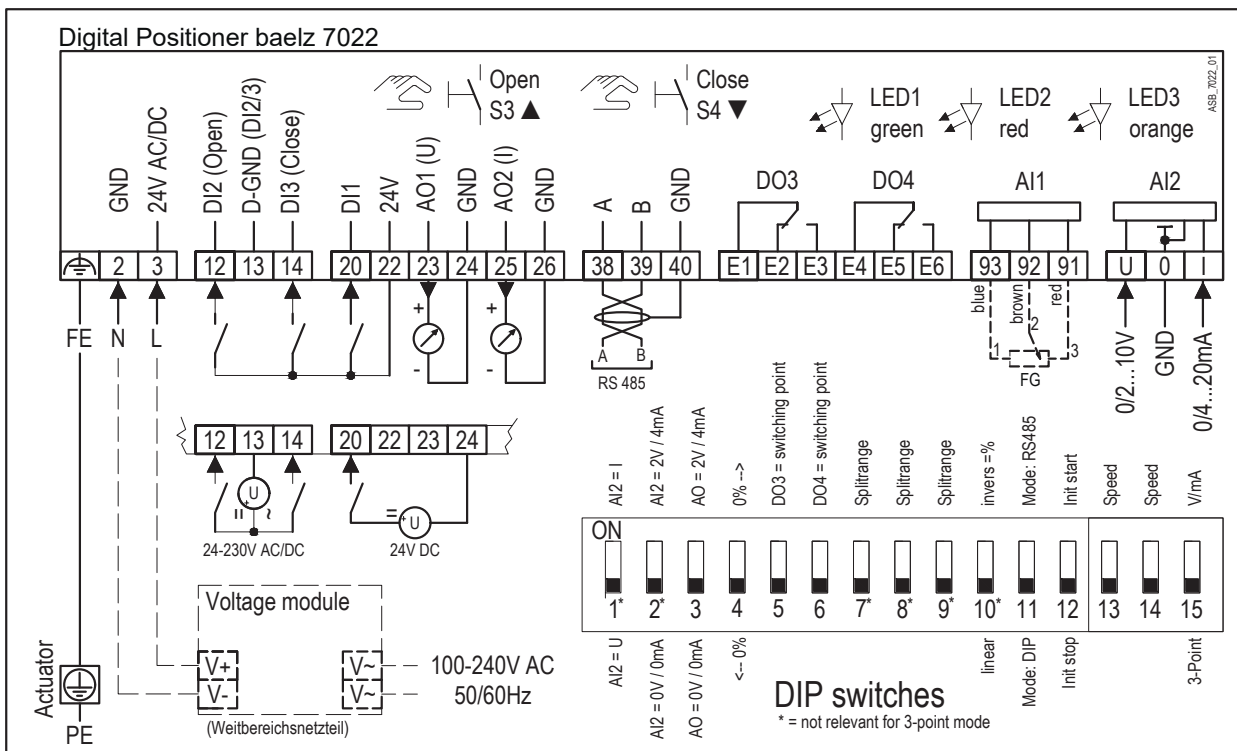 Digital Positioner baelz 7022
ASB_7022_01
Open
S3 ▲
Close
S4 ▼
LED1
green
LED2
red
LED3
orange
GND
24V AC/DC
DI2 (Open)
D-GND (DI2/3)
DI3 (Close)
DI1
24V
AO1 (U)
GND
AO2 (I)
GND
A
B
GND
DO3
DO4
AI1
AI2
2 3 12 13 14 20 22 23 24 25 26 38 39 40 E1 E2 E3 E4 E5 E6 93 92 91 U 0 I
FE
N
L
+
-
+
-
A B
RS 485
blue
brown
red
1
2
3
FG
0/2...10V
GND
0/4...20mA
12 13 14
U
+
=
~
24-230V AC/DC
20 22 23 24
=
+
U
24V DC
Voltage module
V+
V-
V~
V~
100-240V AC
50/60Hz
(Weitbereichsnetzteil)
Actuator
PE
AI2 = I
AI2 = 2V / 4mA
AO = 2V / 4mA
0% -->
DO3 = switching point
DO4 = switching point
Splitrange
Splitrange
Splitrange
invers =%
Mode: RS485
Init start
Speed
Speed
V/mA
ON
1* 2* 3 4 5 6 7* 8* 9* 10* 11 12 13 14 15
AI2 = U
AI2 = 0V / 0mA
AO = 0V / 0mA
<-- 0%
linear
Mode: DIP
Init stop
3-Point
DIP switches
* = not relevant for 3-point mode